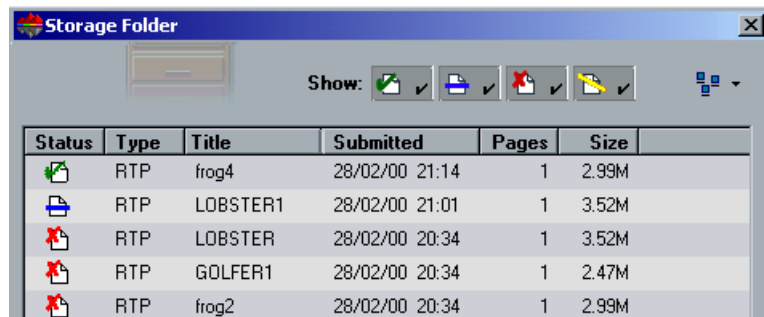 Storage Folder
Show:
Status Type Title Submitted Pages Size
RTP frog4 28/02/00 21:14 1 2.99M
RTP LOBSTER1 28/02/00 21:01 1 3.52M
RTP LOBSTER 28/02/00 20:34 1 3.52M
RTP GOLFER1 28/02/00 20:34 1 2.47M
RTP frog2 28/02/00 20:34 1 2.99M